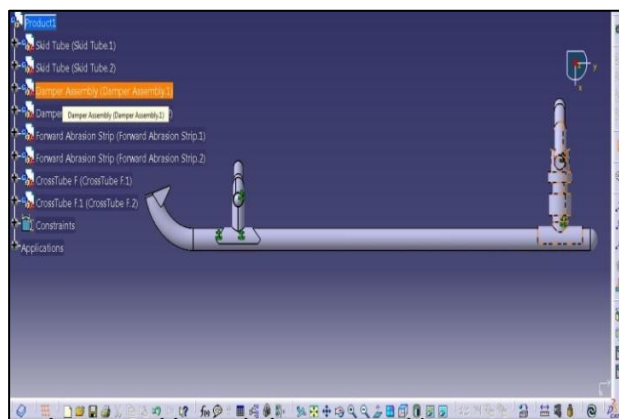 Product1
Skid Tube (Skid Tube.1)
Skid Tube (Skid Tube.2)
Damper Assembly (Damper Assembly.1)
Damper
Damper Assembly (Damper Assembly.1)
Forward Abrasion Strip (Forward Abrasion Strip.1)
Forward Abrasion Strip (Forward Abrasion Strip.2)
CrossTube F (CrossTube F.1)
CrossTube F.1 (CrossTube F.2)
Constraints
Applications
y
x